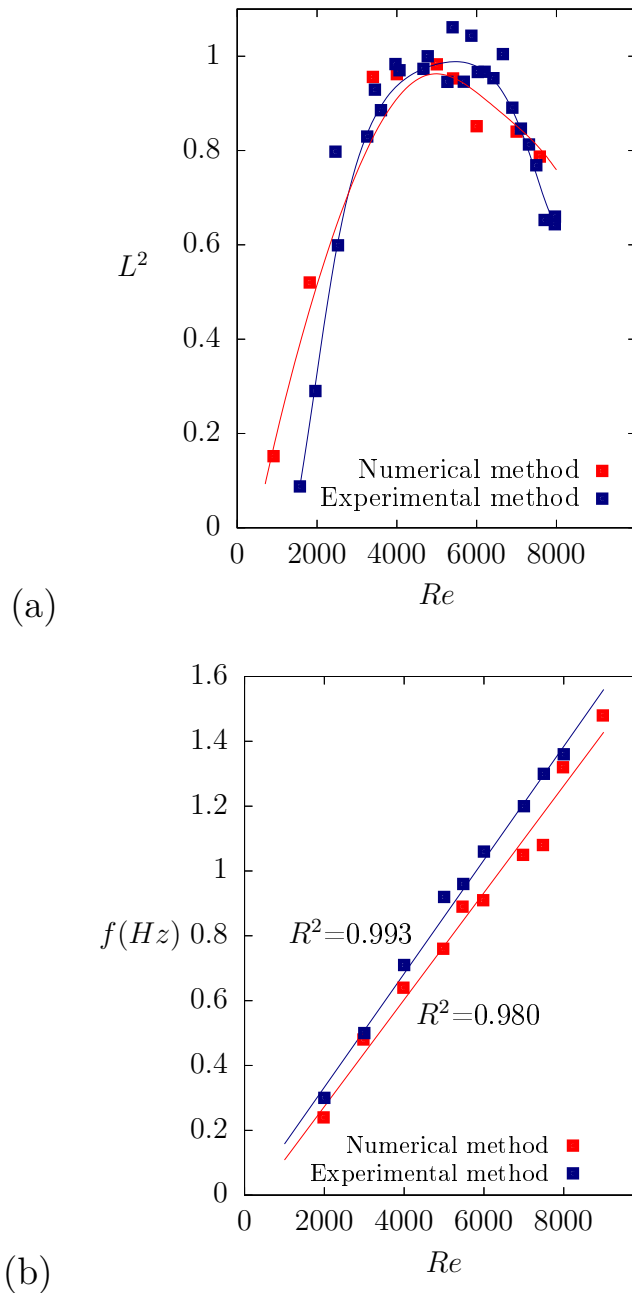 1
0.8
0.6
L²
0.4
0.2
0
Numerical method
Experimental method
0 2000 4000 6000 8000
Re
(a)
1.6
1.4
1.2
1
0.8
f(Hz)
0.6
0.4
0.2
0
R²=0.993
R²=0.980
Numerical method
Experimental method
0 2000 4000 6000 8000
Re
(b)